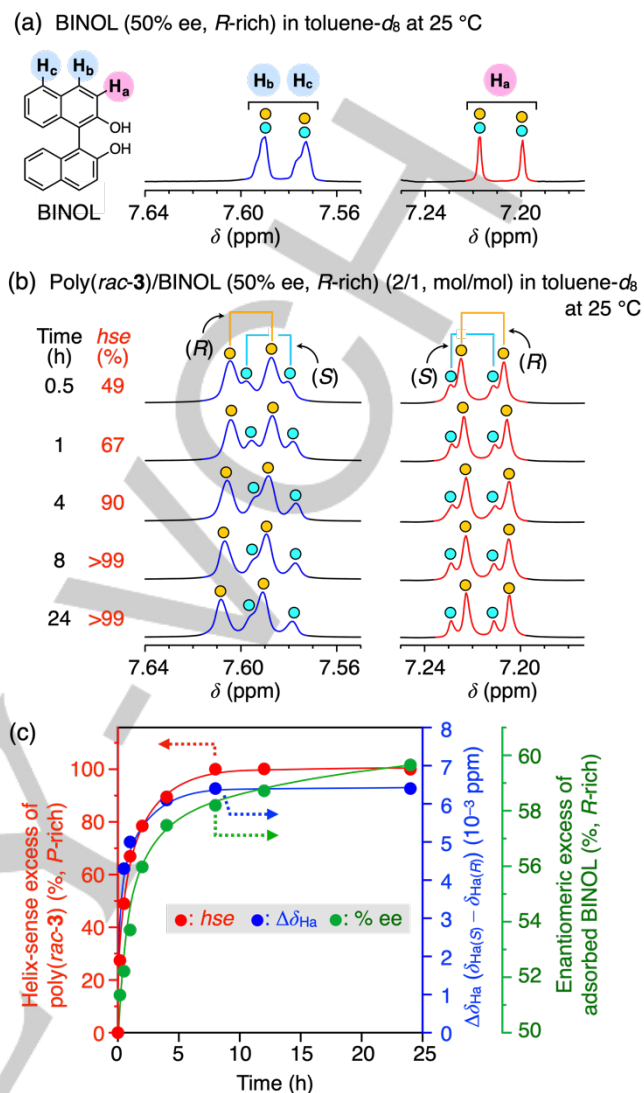 (a) BINOL (50% ee, R-rich) in toluene-d8 at 25 °C
Hc Hb
Ha
OH
OH
BINOL
Hb Hc
Ha
7.64 7.60 7.56
δ (ppm)
7.24 7.20
δ (ppm)
(b) Poly(rac-3)/BINOL (50% ee, R-rich) (2/1, mol/mol) in toluene-d8
at 25 °C
Time hse
(h) (%)
(R) (S) (S) (R)
0.5 49
1 67
4 90
8 >99
24 >99
7.64 7.60 7.56
δ (ppm)
7.24 7.20
δ (ppm)
(c)
Helix-sense excess of
poly(rac-3) (%, P-rich)
100
80
60
40
20
0
8
7
6
5
4
3
2
1
0
ΔδHa (δHa(S) − δHa(R)) (10⁻³ ppm)
60
58
56
54
52
50
Enantiomeric excess of
adsorbed BINOL (%, R-rich)
: hse : ΔδHa : % ee
0 5 10 15 20 25
Time (h)
VCH